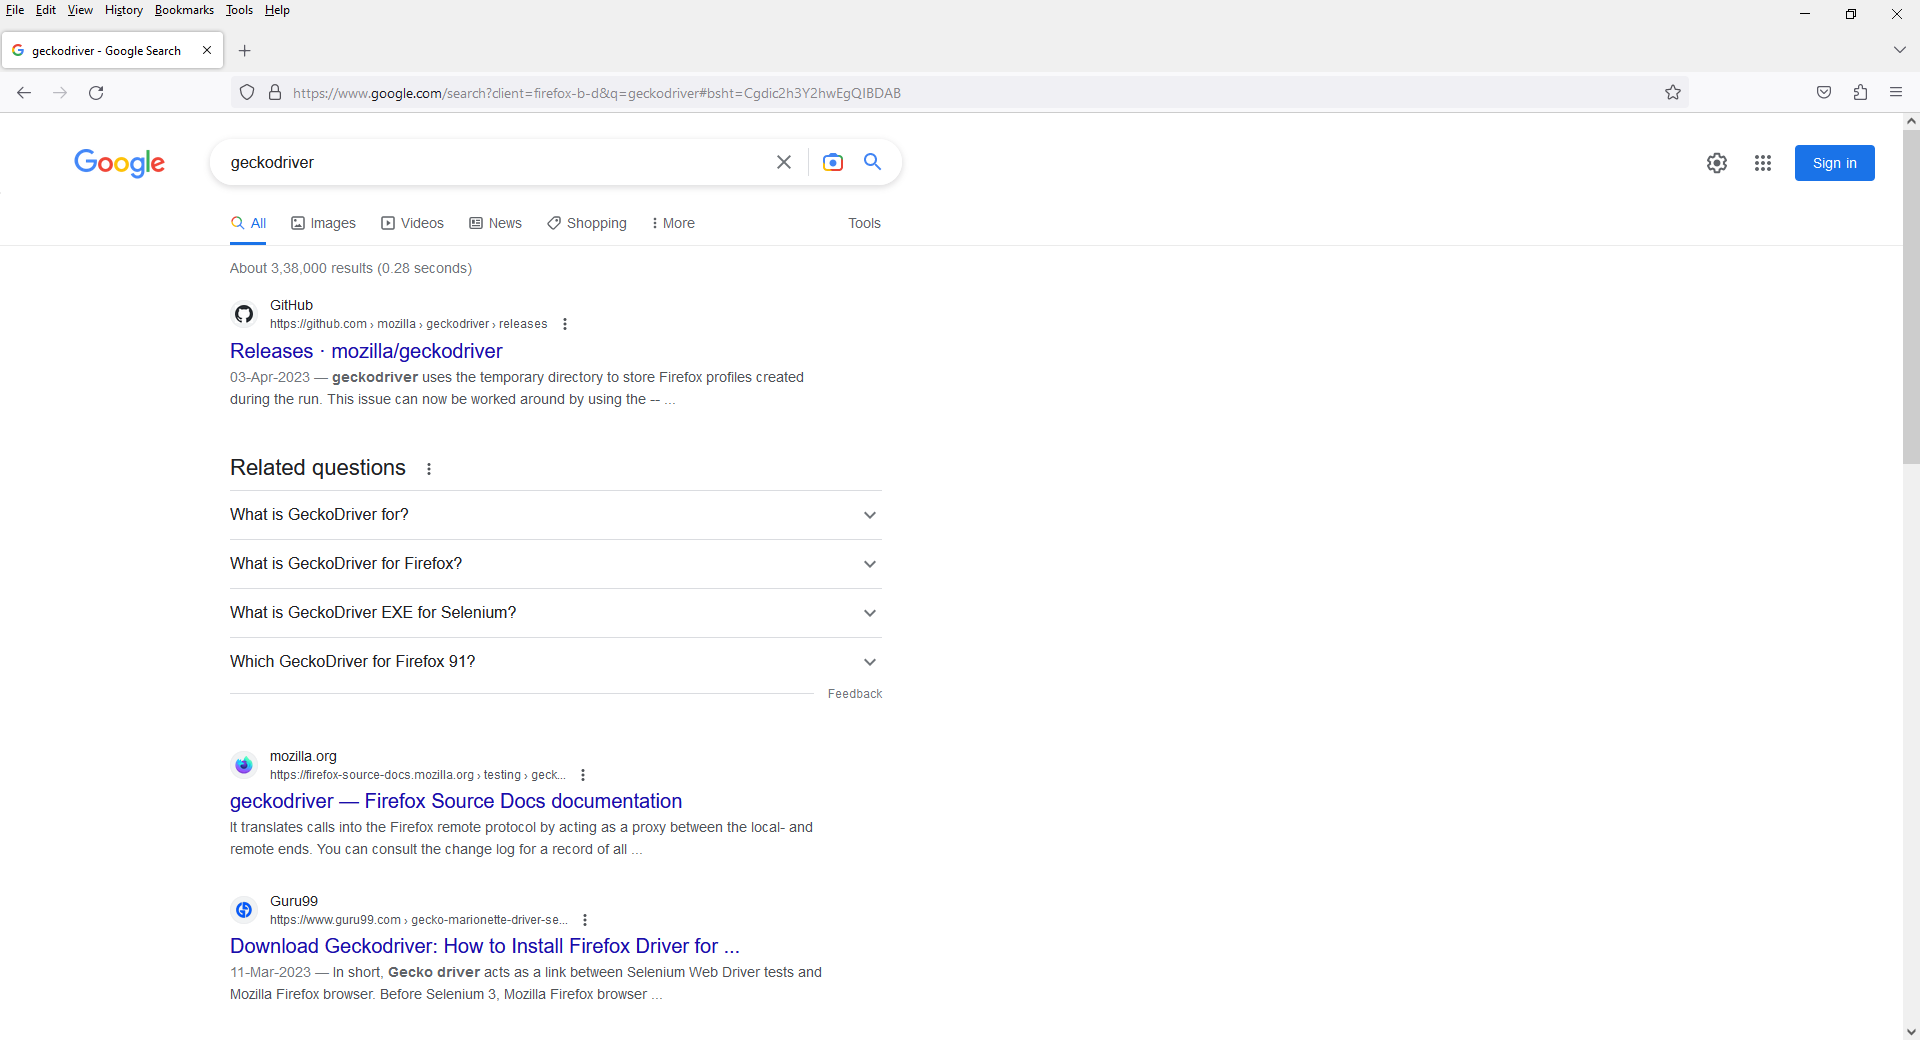 File Edit View History Bookmarks Tools Help
geckodriver - Google Search
https://www.google.com/search?client=firefox-b-d&q=geckodriver#bsht=Cgdic2h3Y2hwEgQIBDAB
Google
geckodriver
Sign in
All Images Videos News Shopping More Tools
About 3,38,000 results (0.28 seconds)
GitHub
https://github.com › mozilla › geckodriver › releases
Releases · mozilla/geckodriver
03-Apr-2023 — geckodriver uses the temporary directory to store Firefox profiles created
during the run. This issue can now be worked around by using the -- ...
Related questions
What is GeckoDriver for?
What is GeckoDriver for Firefox?
What is GeckoDriver EXE for Selenium?
Which GeckoDriver for Firefox 91?
Feedback
mozilla.org
https://firefox-source-docs.mozilla.org › testing › geck...
geckodriver — Firefox Source Docs documentation
It translates calls into the Firefox remote protocol by acting as a proxy between the local- and
remote ends. You can consult the change log for a record of all ...
Guru99
https://www.guru99.com › gecko-marionette-driver-se...
Download Geckodriver: How to Install Firefox Driver for ...
11-Mar-2023 — In short, Gecko driver acts as a link between Selenium Web Driver tests and
Mozilla Firefox browser. Before Selenium 3, Mozilla Firefox browser ...